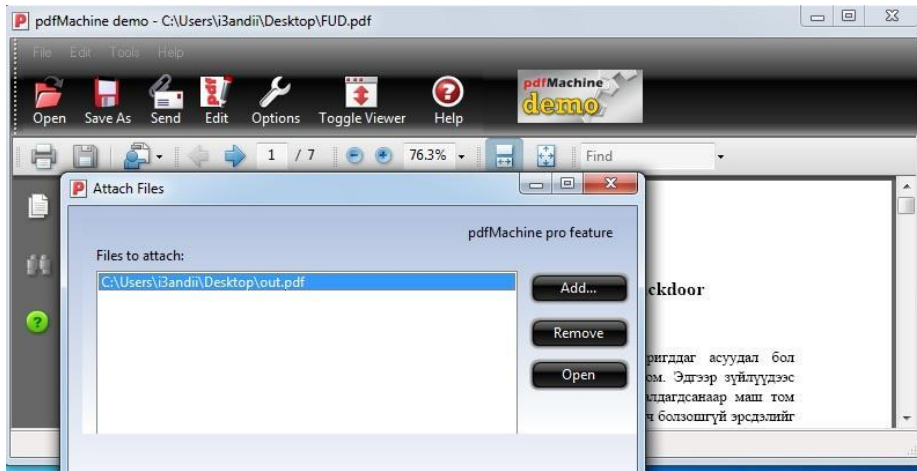 pdfMachine demo - C:\Users\i3andii\Desktop\FUD.pdf
File Edit Tools Help
Open Save As Send Edit Options Toggle Viewer Help
pdfMachine
demo
1 / 7 76.3% Find
Attach Files
pdfMachine pro feature
Files to attach:
C:\Users\i3andii\Desktop\out.pdf
Add...
ckdoor
Remove
ригддаг асуудал бол
Open
ом. Эдгээр зүйлүүдээс
лдагдсанаар маш том
ч болзошгүй эрсдэлийг